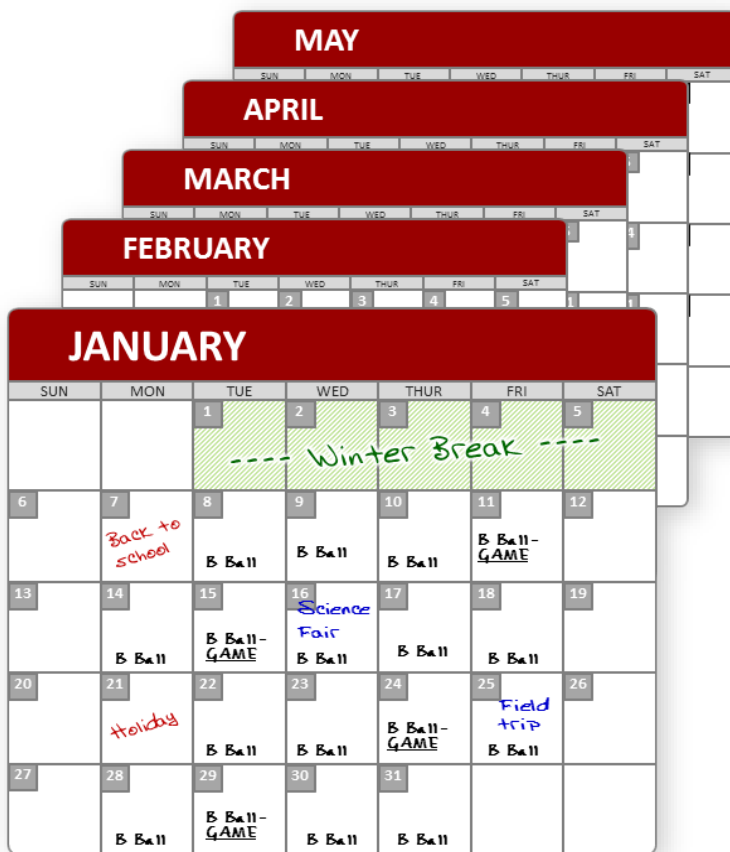 MAY
SUN MON TUE WED THUR FRI SAT
APRIL
SUN MON TUE WED THUR FRI SAT
MARCH
SUN MON TUE WED THUR FRI SAT
FEBRUARY
SUN MON TUE WED THUR FRI SAT
1 2 3 4 5
JANUARY
SUN MON TUE WED THUR FRI SAT
1 2 3 4 5
---- Winter Break ----
6 7 8 9 10 11 12
Back to
school
B Ball
B Ball
B Ball
B Ball-
GAME
13 14 15 16 17 18 19
B Ball
B Ball-
GAME
Science
Fair
B Ball
B Ball
B Ball
20 21 22 23 24 25 26
Holiday
B Ball
B Ball
B Ball-
GAME
Field
trip
B Ball
27 28 29 30 31
B Ball
B Ball-
GAME
B Ball
B Ball